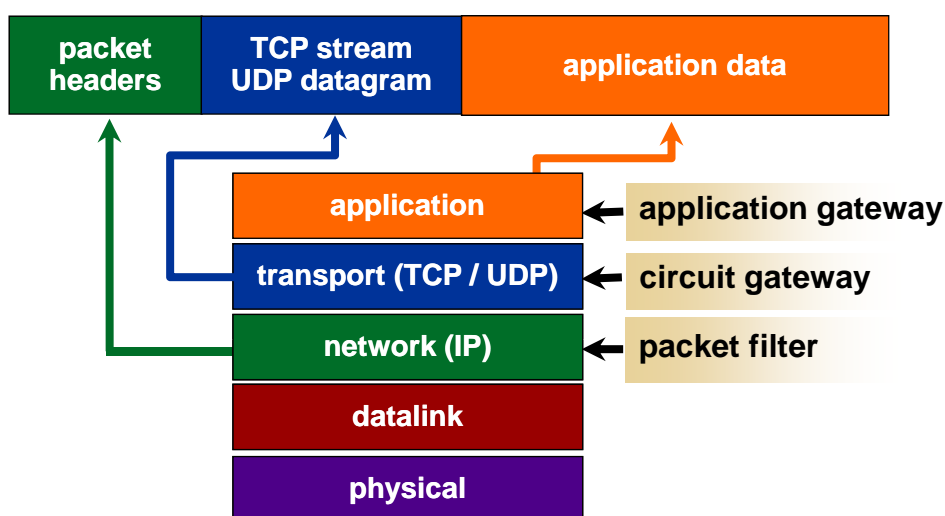 packet
headers
TCP stream
UDP datagram
application data
application
application gateway
transport (TCP / UDP)
circuit gateway
network (IP)
packet filter
datalink
physical